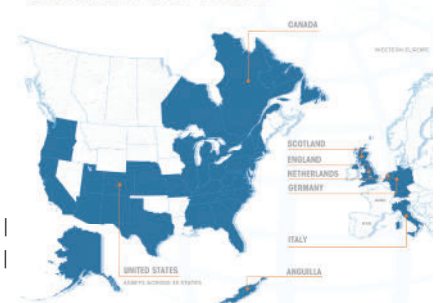 CANADA
WESTERN EUROPE
SCOTLAND
ENGLAND
NETHERLANDS
GERMANY
ITALY
UNITED STATES
ANGUILLA